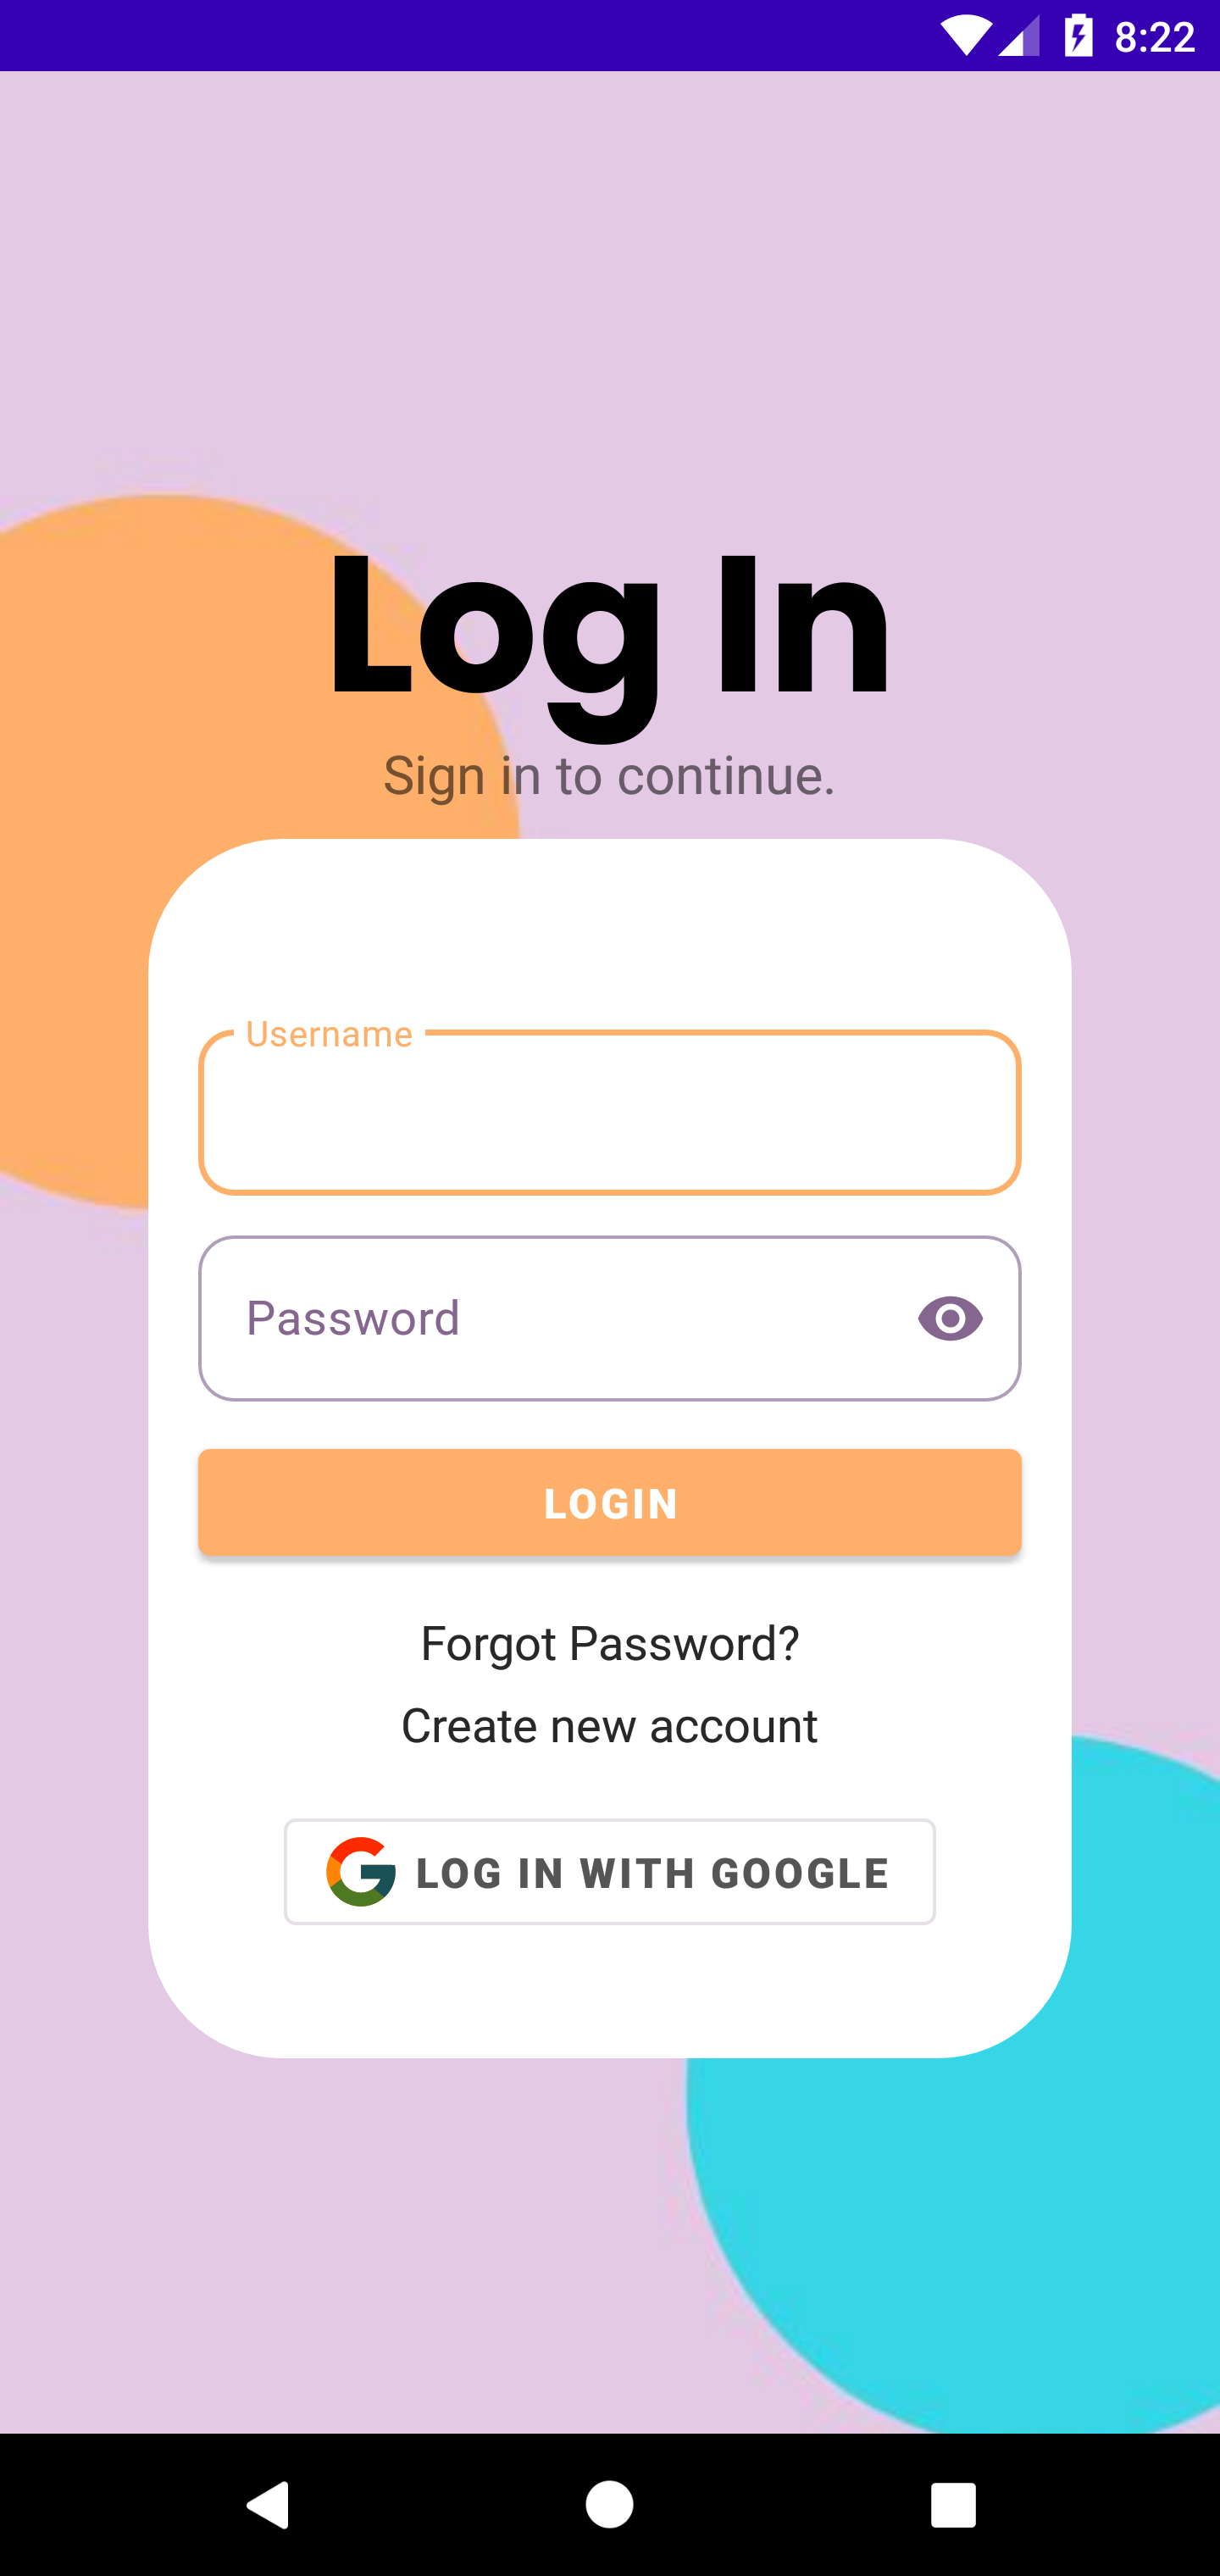 8:22
Log In
Sign in to continue.
Username
Password
LOGIN
Forgot Password?
Create new account
LOG IN WITH GOOGLE